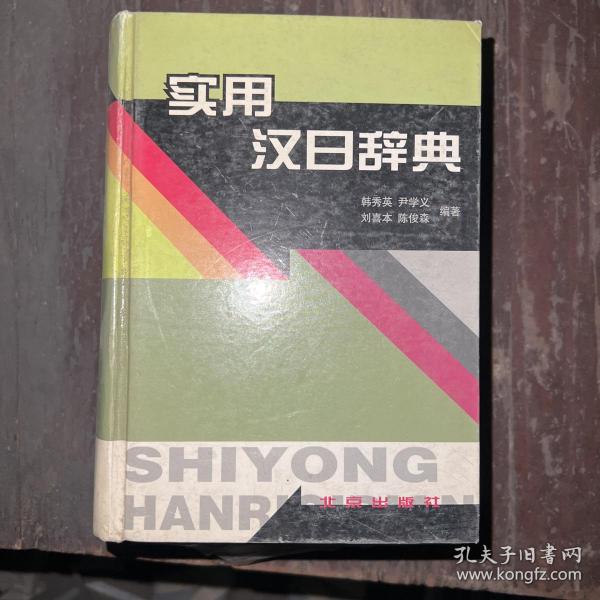 实用
汉日辞典
韩秀英 尹学义
刘喜本 陈俊森
编著
SHIYONG
HANRI
北京出版社
孔夫子旧书网
www.kongfz.com